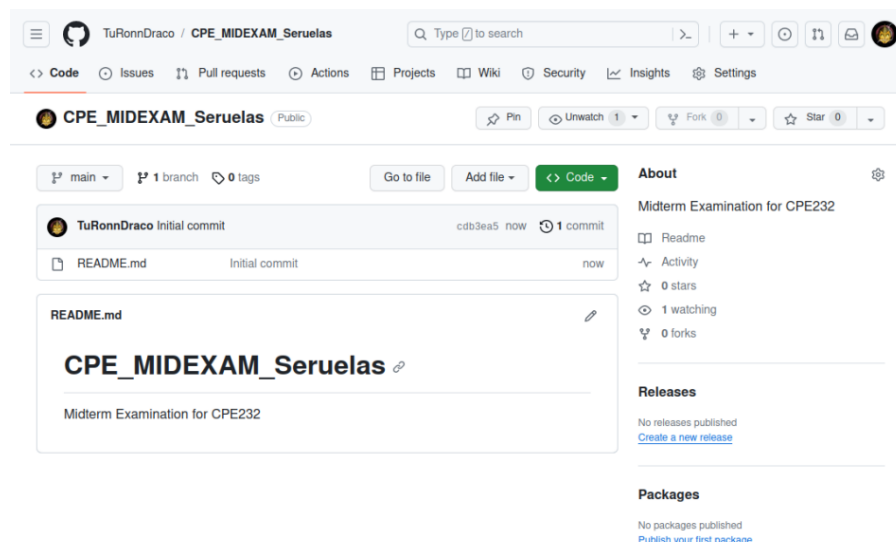 TuRonnDraco / CPE_MIDEXAM_Seruelas
Type / to search
Code Issues Pull requests Actions Projects Wiki Security Insights Settings
CPE_MIDEXAM_Seruelas Public
Pin Unwatch 1 Fork 0 Star 0
main 1 branch 0 tags Go to file Add file <> Code
TuRonnDraco Initial commit cdb3ea5 now 1 commit
README.md Initial commit now
README.md
CPE_MIDEXAM_Seruelas
Midterm Examination for CPE232
About
Midterm Examination for CPE232
Readme
Activity
0 stars
1 watching
0 forks
Releases
No releases published
Create a new release
Packages
No packages published
Publish your first package